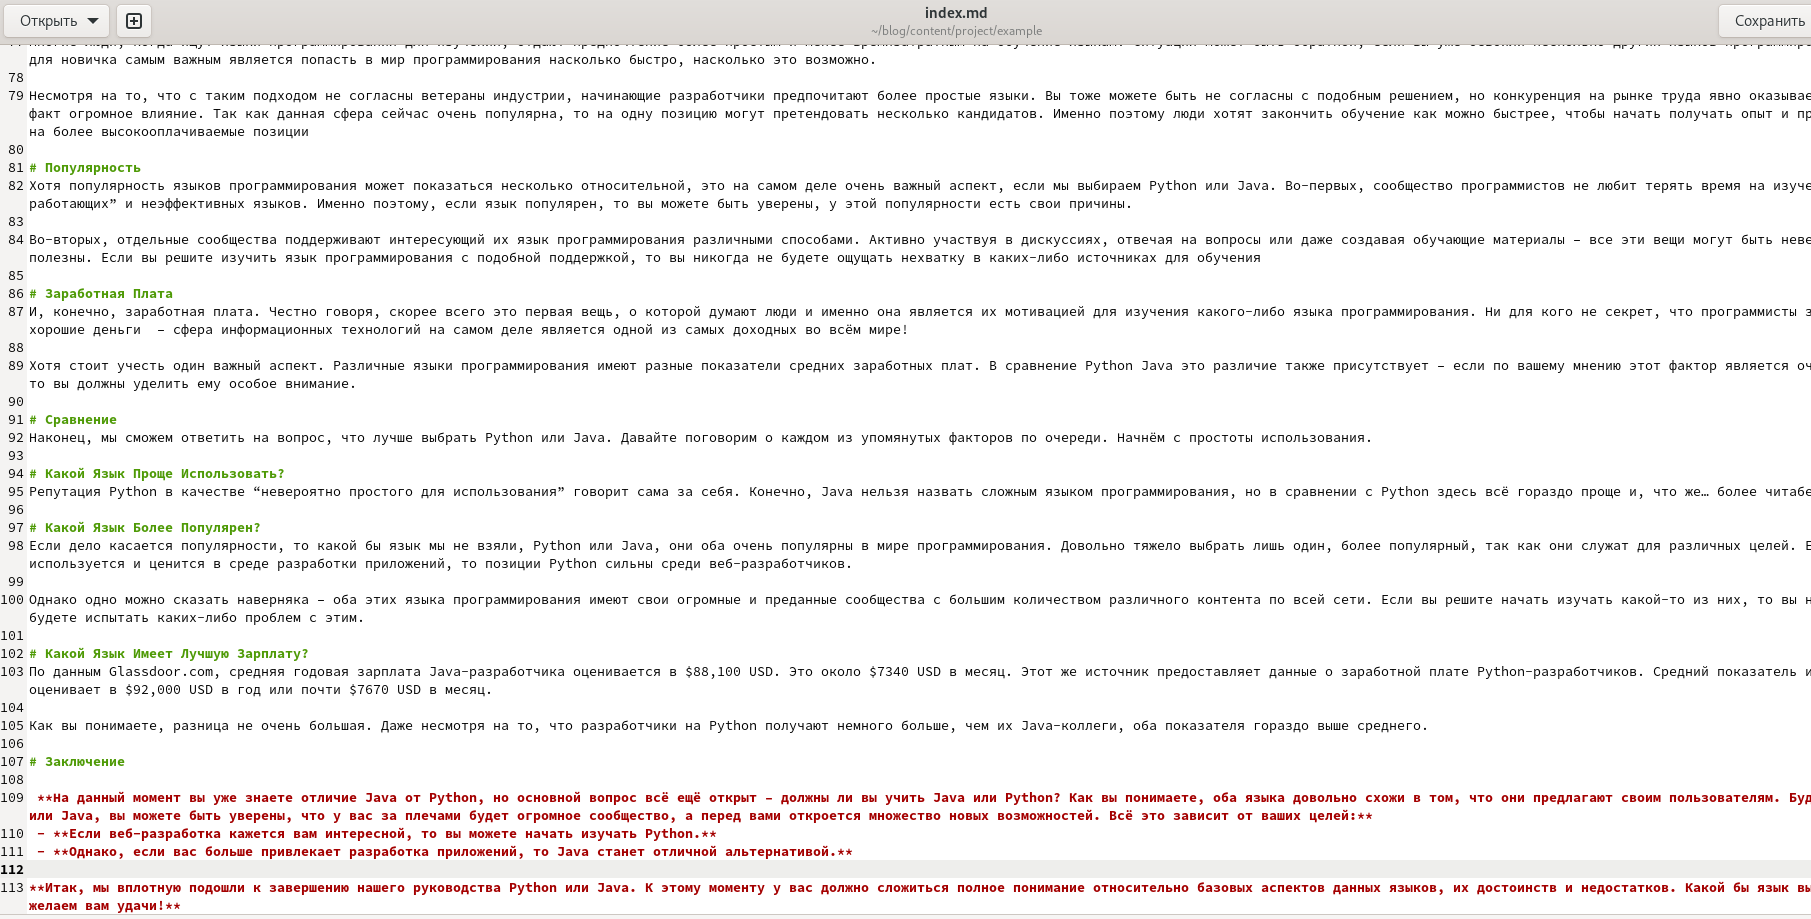 Открыть
index.md
~/blog/content/project/example
Сохранить
для новичка самым важным является попасть в мир программирования насколько быстро, насколько это возможно.
78
79 Несмотря на то, что с таким подходом не согласны ветераны индустрии, начинающие разработчики предпочитают более простые языки. Вы тоже можете быть не согласны с подобным решением, но конкуренция на рынке труда явно оказывае
факт огромное влияние. Так как данная сфера сейчас очень популярна, то на одну позицию могут претендовать несколько кандидатов. Именно поэтому люди хотят закончить обучение как можно быстрее, чтобы начать получать опыт и пр
на более высокооплачиваемые позиции
80
81 # Популярность
82 Хотя популярность языков программирования может показаться несколько относительной, это на самом деле очень важный аспект, если мы выбираем Python или Java. Во-первых, сообщество программистов не любит терять время на изуче
работающих” и неэффективных языков. Именно поэтому, если язык популярен, то вы можете быть уверены, у этой популярности есть свои причины.
83
84 Во-вторых, отдельные сообщества поддерживают интересующий их язык программирования различными способами. Активно участвуя в дискуссиях, отвечая на вопросы или даже создавая обучающие материалы – все эти вещи могут быть неве
полезны. Если вы решите изучить язык программирования с подобной поддержкой, то вы никогда не будете ощущать нехватку в каких-либо источниках для обучения
85
86 # Заработная Плата
87 И, конечно, заработная плата. Честно говоря, скорее всего это первая вещь, о которой думают люди и именно она является их мотивацией для изучения какого-либо языка программирования. Ни для кого не секрет, что программисты з
хорошие деньги  – сфера информационных технологий на самом деле является одной из самых доходных во всём мире!
88
89 Хотя стоит учесть один важный аспект. Различные языки программирования имеют разные показатели средних заработных плат. В сравнение Python Java это различие также присутствует – если по вашему мнению этот фактор является оч
то вы должны уделить ему особое внимание.
90
91 # Сравнение
92 Наконец, мы сможем ответить на вопрос, что лучше выбрать Python или Java. Давайте поговорим о каждом из упомянутых факторов по очереди. Начнём с простоты использования.
93
94 # Какой Язык Проще Использовать?
95 Репутация Python в качестве “невероятно простого для использования” говорит сама за себя. Конечно, Java нельзя назвать сложным языком программирования, но в сравнении с Python здесь всё гораздо проще и, что же… более читабе
96
97 # Какой Язык Более Популярен?
98 Если дело касается популярности, то какой бы язык мы не взяли, Python или Java, они оба очень популярны в мире программирования. Довольно тяжело выбрать лишь один, более популярный, так как они служат для различных целей. Е
используется и ценится в среде разработки приложений, то позиции Python сильны среди веб-разработчиков.
99
100 Однако одно можно сказать наверняка – оба этих языка программирования имеют свои огромные и преданные сообщества с большим количеством различного контента по всей сети. Если вы решите начать изучать какой-то из них, то вы н
будете испытать каких-либо проблем с этим.
101
102 # Какой Язык Имеет Лучшую Зарплату?
103 По данным Glassdoor.com, средняя годовая зарплата Java-разработчика оценивается в $88,100 USD. Это около $7340 USD в месяц. Этот же источник предоставляет данные о заработной плате Python-разработчиков. Средний показатель и
оценивает в $92,000 USD в год или почти $7670 USD в месяц.
104
105 Как вы понимаете, разница не очень большая. Даже несмотря на то, что разработчики на Python получают немного больше, чем их Java-коллеги, оба показателя гораздо выше среднего.
106
107 # Заключение
108
109  **На данный момент вы уже знаете отличие Java от Python, но основной вопрос всё ещё открыт – должны ли вы учить Java или Python? Как вы понимаете, оба языка довольно схожи в том, что они предлагают своим пользователям. Буд
или Java, вы можете быть уверены, что у вас за плечами будет огромное сообщество, а перед вами откроется множество новых возможностей. Всё это зависит от ваших целей:**
110  - **Если веб-разработка кажется вам интересной, то вы можете начать изучать Python.**
111  - **Однако, если вас больше привлекает разработка приложений, то Java станет отличной альтернативой.**
112
113 **Итак, мы вплотную подошли к завершению нашего руководства Python или Java. К этому моменту у вас должно сложиться полное понимание относительно базовых аспектов данных языков, их достоинств и недостатков. Какой бы язык вы
желаем вам удачи!**